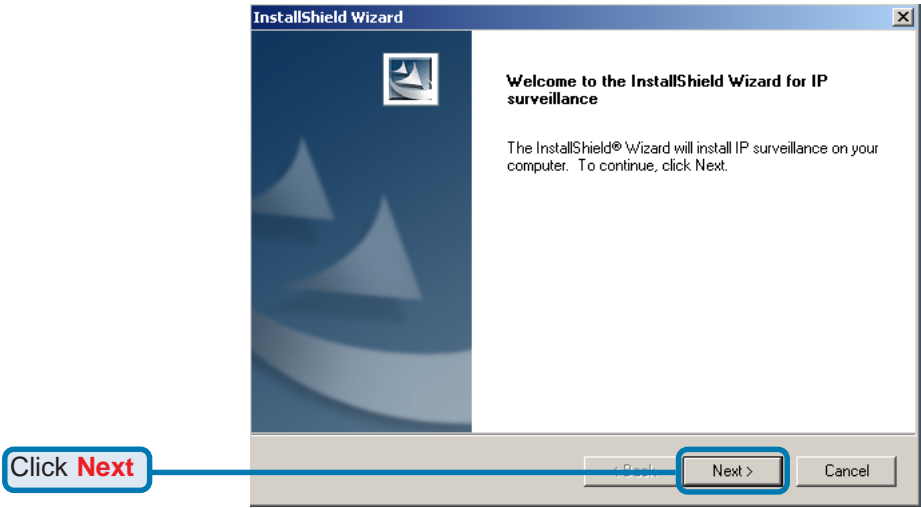 InstallShield Wizard
Welcome to the InstallShield Wizard for IP
surveillance
The InstallShield® Wizard will install IP surveillance on your
computer. To continue, click Next.
Click Next
< Back
Next >
Cancel